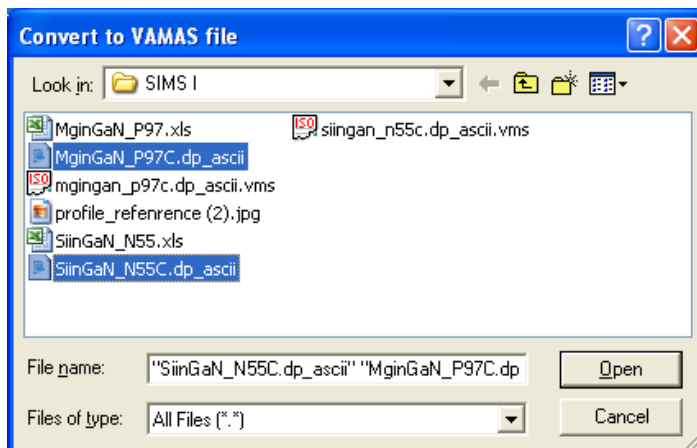 Convert to VAMAS file
Look in: SIMS I
MginGaN_P97.xls
MginGaN_P97C.dp_ascii
mgingan_p97c.dp_ascii.vms
profile_refenrence (2).jpg
SiinGaN_N55.xls
SiinGaN_N55C.dp_ascii
siingan_n55c.dp_ascii.vms
File name: "SiinGaN_N55C.dp_ascii" "MginGaN_P97C.dp
Open
Files of type: All Files (*.*)
Cancel